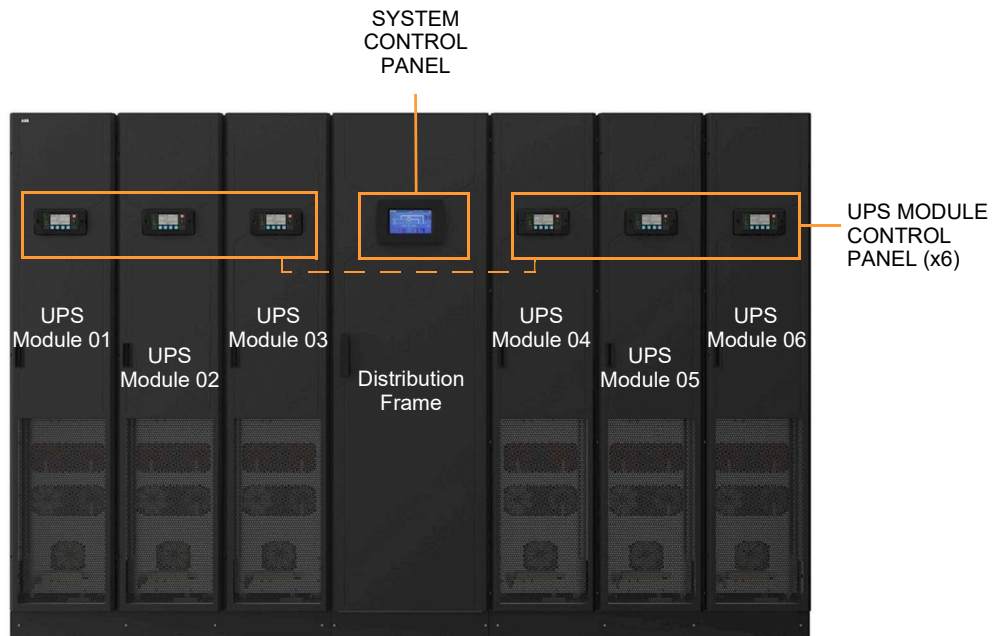 SYSTEM
CONTROL
PANEL
ABB
UPS MODULE
CONTROL
PANEL (x6)
UPS
Module 01
UPS
Module 02
UPS
Module 03
Distribution
Frame
UPS
Module 04
UPS
Module 05
UPS
Module 06